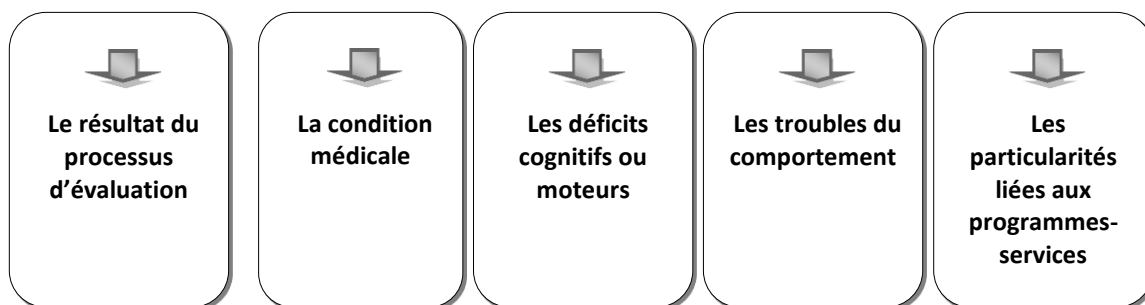 Le résultat du
processus
d’évaluation
La condition
médicale
Les déficits
cognitifs ou
moteurs
Les troubles du
comportement
Les
particularités
liées aux
programmes-
services